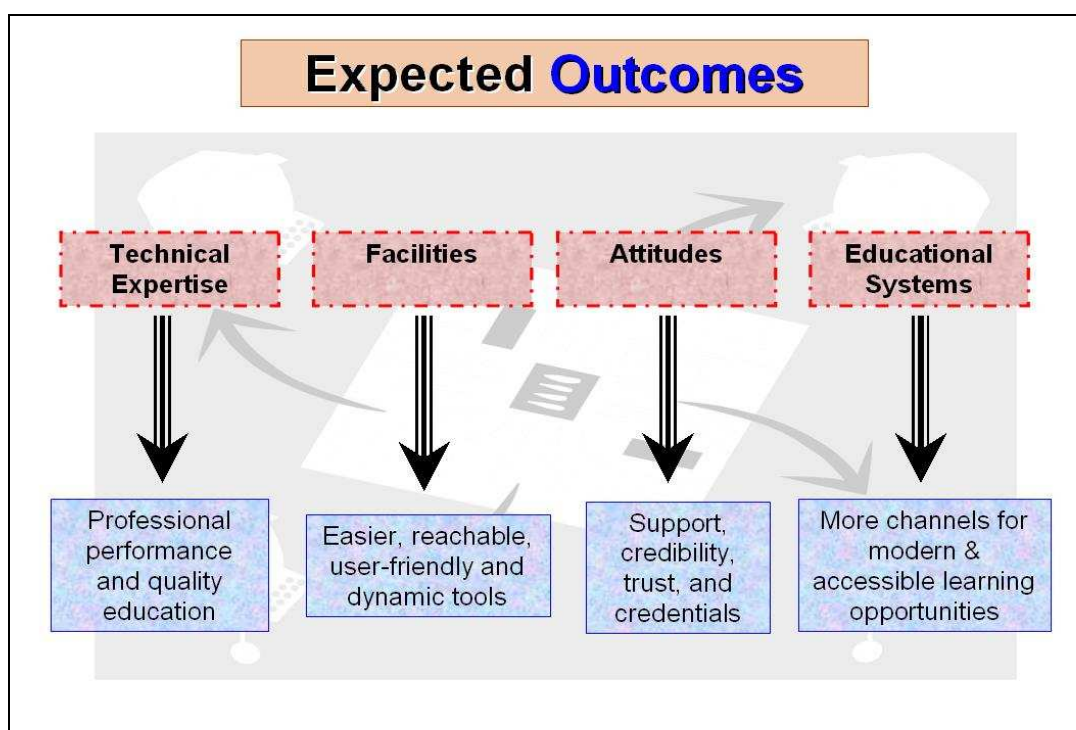 Expected Outcomes
Technical
Expertise
Facilities
Attitudes
Educational
Systems
Professional
performance
and quality
education
Easier, reachable,
user-friendly and
dynamic tools
Support,
credibility,
trust, and
credentials
More channels for
modern &
accessible learning
opportunities